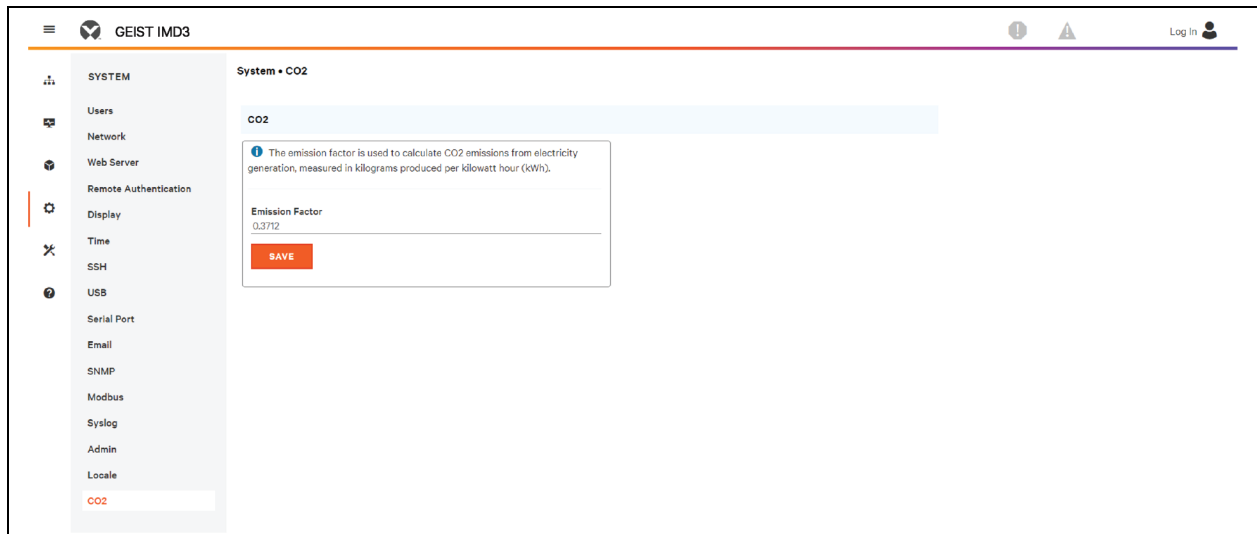 GEIST IMD3
Log In
SYSTEM
Users
Network
Web Server
Remote Authentication
Display
Time
SSH
USB
Serial Port
Email
SNMP
Modbus
Syslog
Admin
Locale
CO2
System • CO2
CO2
The emission factor is used to calculate CO2 emissions from electricity
generation, measured in kilograms produced per kilowatt hour (kWh).
Emission Factor
0.3712
SAVE